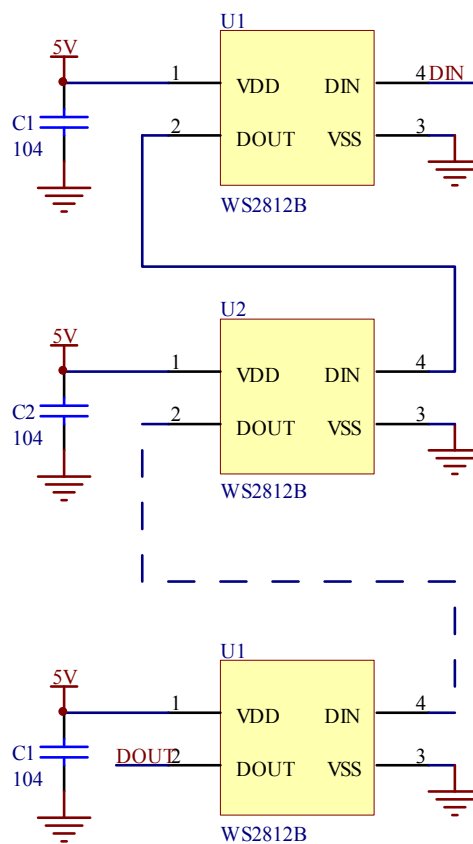 U1
5V
1 VDD DIN 4 DIN
C1
104
2 DOUT VSS 3
WS2812B
U2
5V
1 VDD DIN 4
C2
104
2 DOUT VSS 3
WS2812B
U1
5V
1 VDD DIN 4
C1
104
DOUT 2 DOUT VSS 3
WS2812B